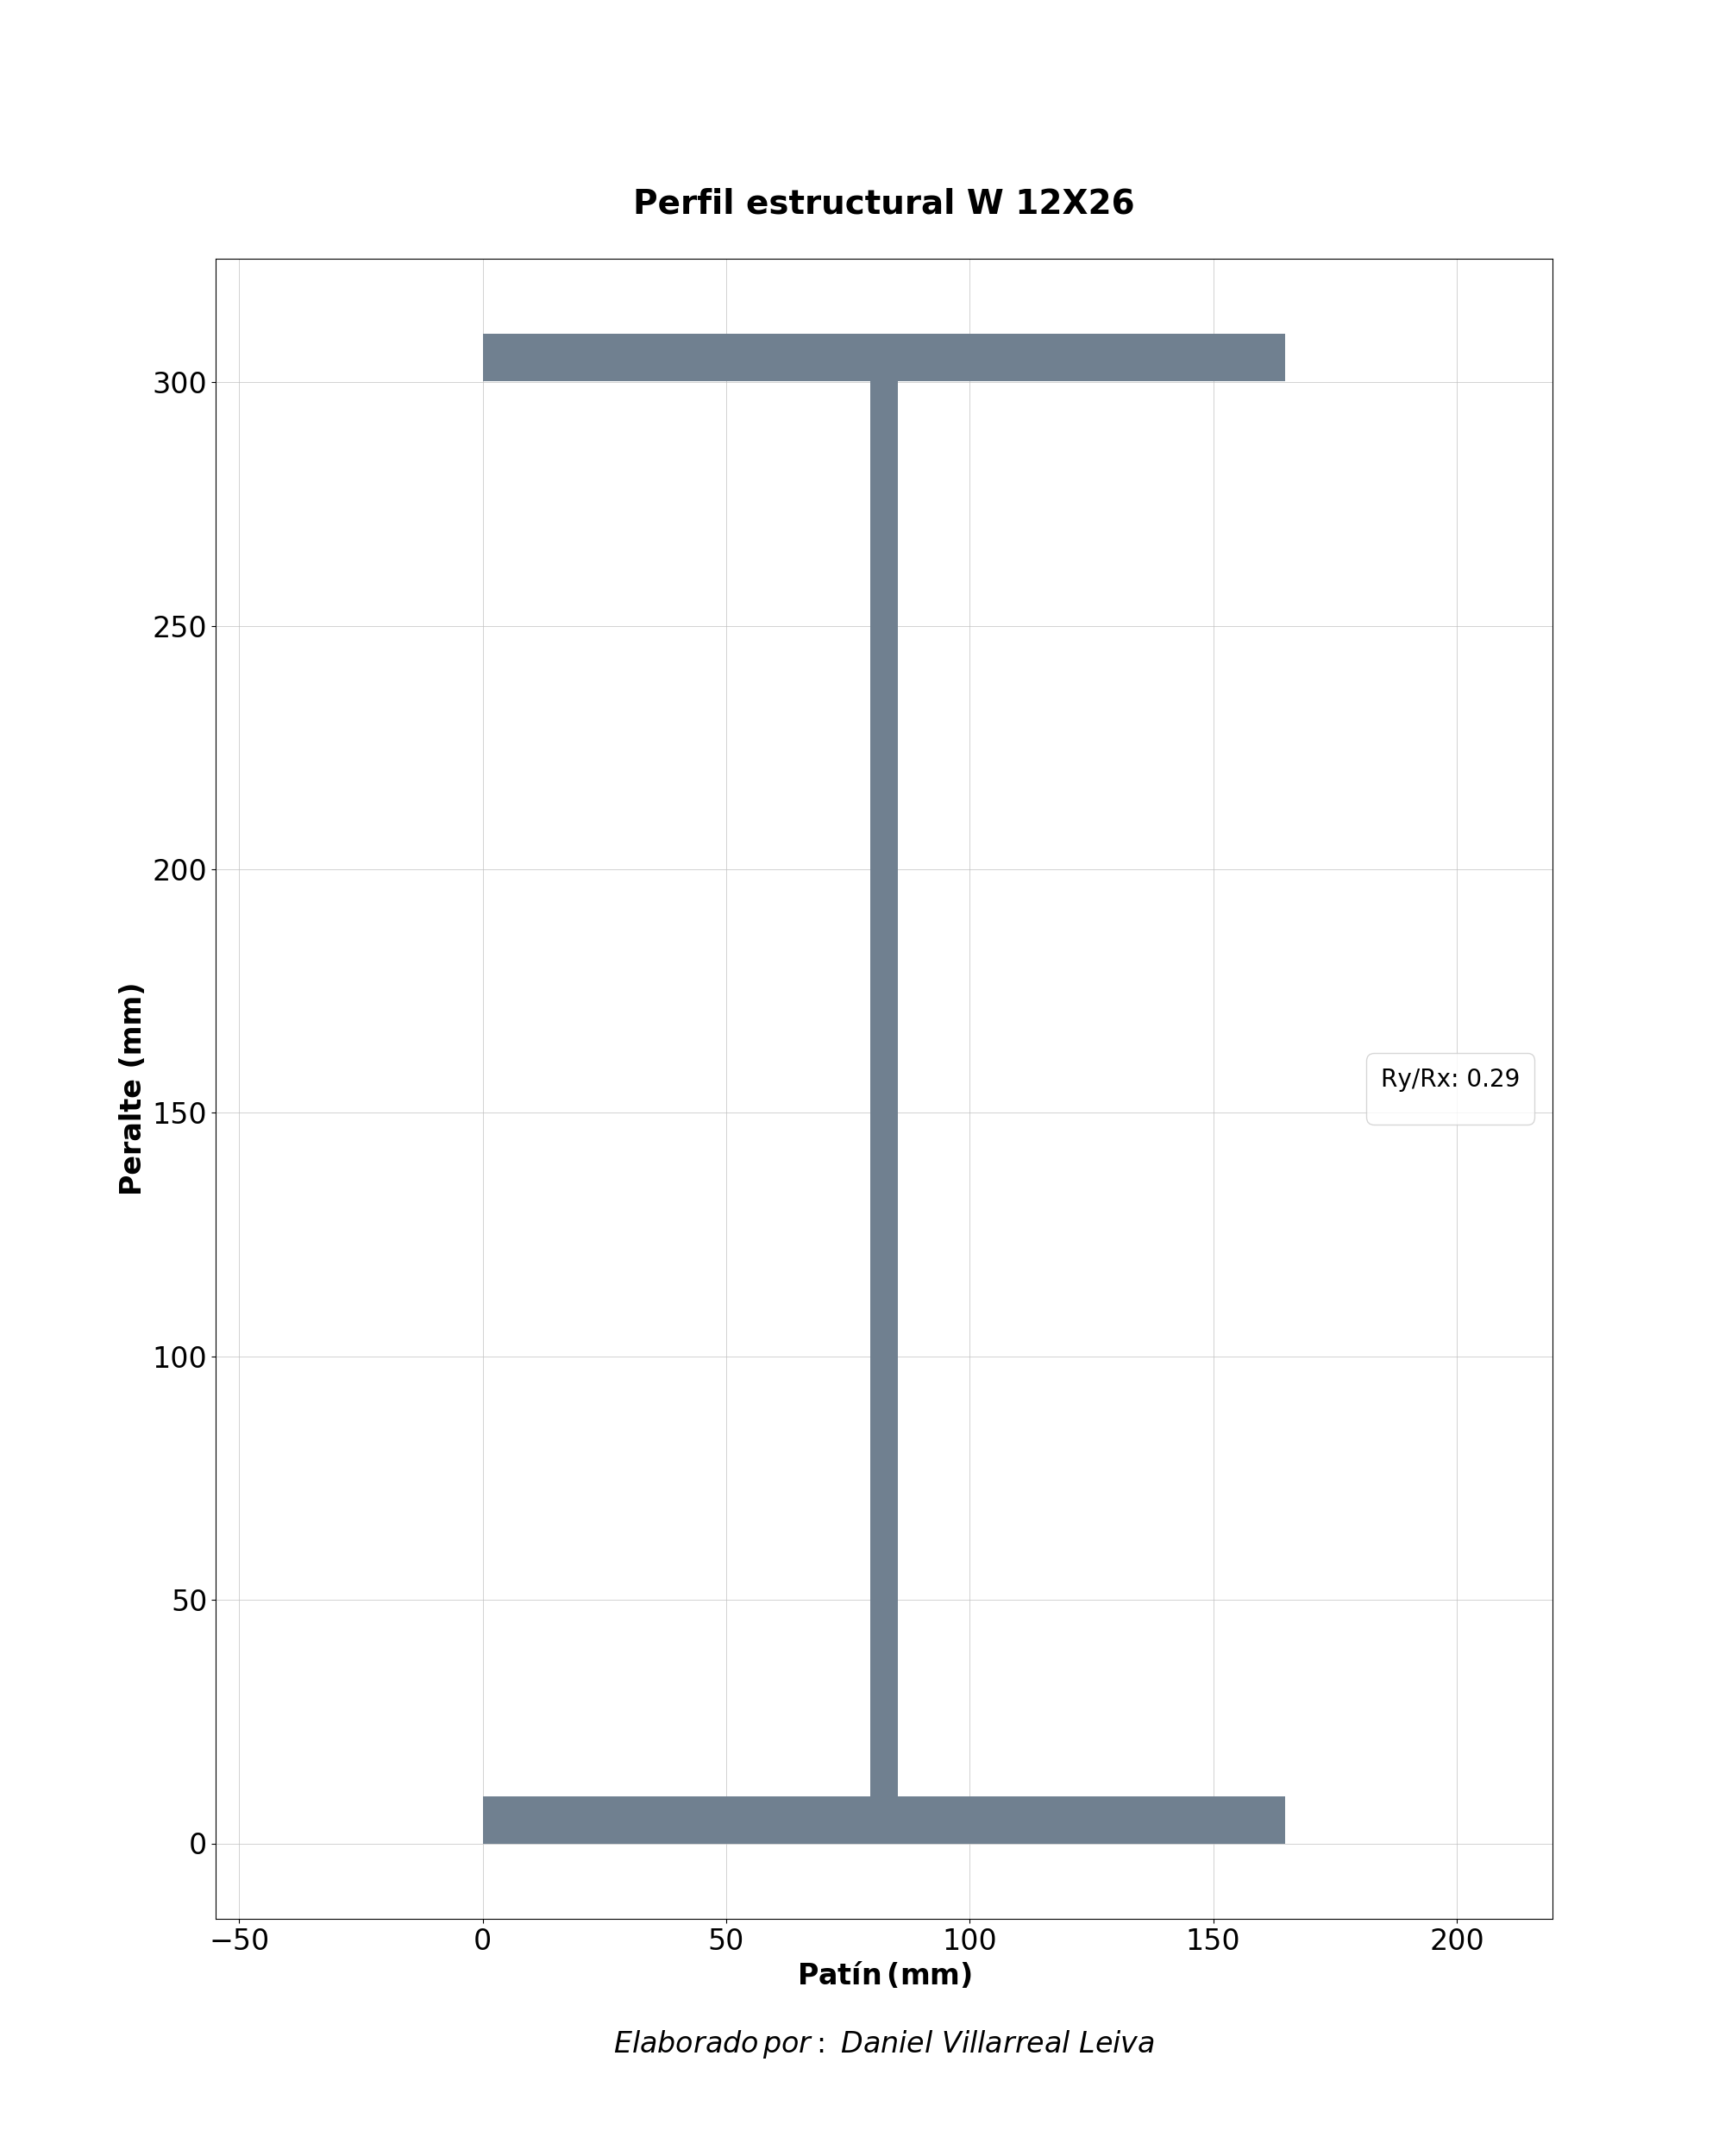 Perfil estructural W 12X26
300
250
200
150
100
50
0
Peralte (mm)
Ry/Rx: 0.29
−50 0 50 100 150 200
Patín (mm)
Elaborado por: Daniel Villarreal Leiva